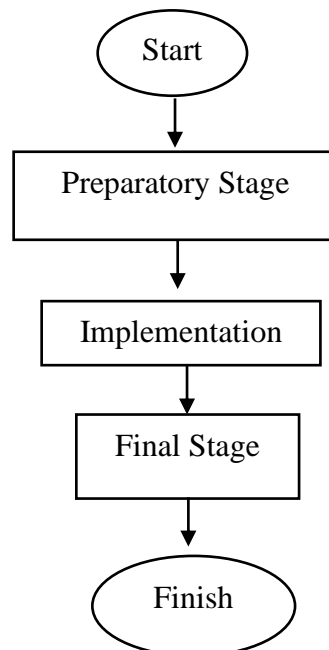 Start
Preparatory Stage
Implementation
Final Stage
Finish